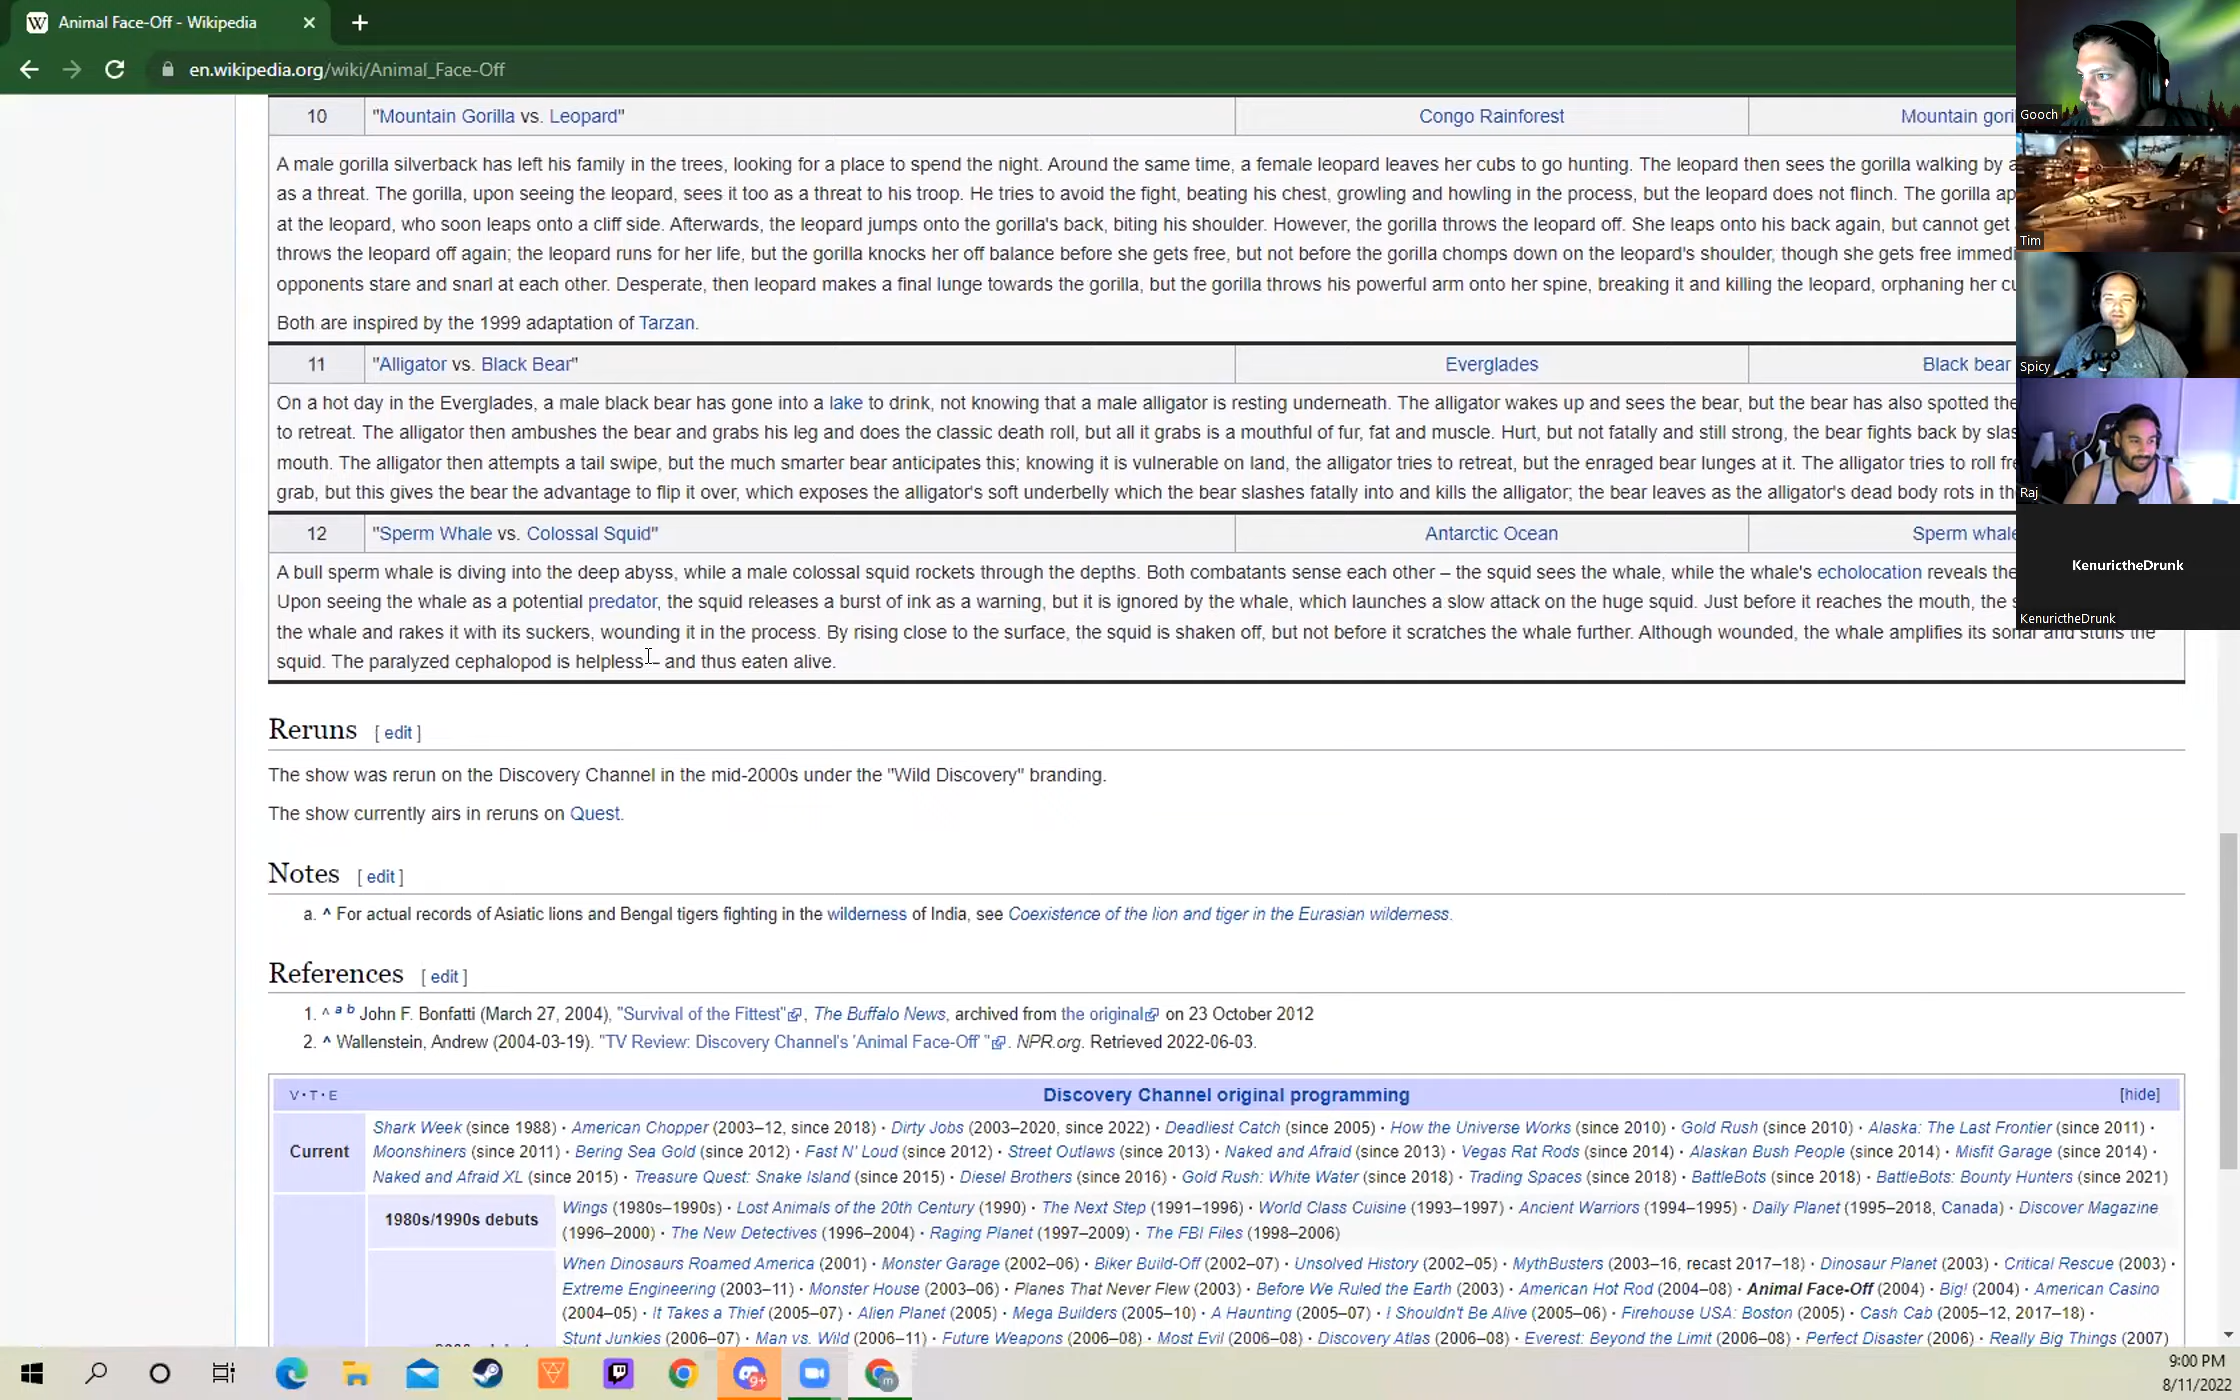 Animal Face-Off - Wikipedia
en.wikipedia.org/wiki/Animal_Face-Off
10 "Mountain Gorilla vs. Leopard" Congo Rainforest Mountain gori
A male gorilla silverback has left his family in the trees, looking for a place to spend the night. Around the same time, a female leopard leaves her cubs to go hunting. The leopard then sees the gorilla walking by a
as a threat. The gorilla, upon seeing the leopard, sees it too as a threat to his troop. He tries to avoid the fight, beating his chest, growling and howling in the process, but the leopard does not flinch. The gorilla ap
at the leopard, who soon leaps onto a cliff side. Afterwards, the leopard jumps onto the gorilla's back, biting his shoulder. However, the gorilla throws the leopard off. She leaps onto his back again, but cannot get
throws the leopard off again; the leopard runs for her life, but the gorilla knocks her off balance before she gets free, but not before the gorilla chomps down on the leopard's shoulder; though she gets free immedi
opponents stare and snarl at each other. Desperate, then leopard makes a final lunge towards the gorilla, but the gorilla throws his powerful arm onto her spine, breaking it and killing the leopard, orphaning her cu
Both are inspired by the 1999 adaptation of Tarzan.
11 "Alligator vs. Black Bear" Everglades Black bear
On a hot day in the Everglades, a male black bear has gone into a lake to drink, not knowing that a male alligator is resting underneath. The alligator wakes up and sees the bear, but the bear has also spotted the
to retreat. The alligator then ambushes the bear and grabs his leg and does the classic death roll, but all it grabs is a mouthful of fur, fat and muscle. Hurt, but not fatally and still strong, the bear fights back by slas
mouth. The alligator then attempts a tail swipe, but the much smarter bear anticipates this; knowing it is vulnerable on land, the alligator tries to retreat, but the enraged bear lunges at it. The alligator tries to roll fr
grab, but this gives the bear the advantage to flip it over, which exposes the alligator's soft underbelly which the bear slashes fatally into and kills the alligator; the bear leaves as the alligator's dead body rots in th
12 "Sperm Whale vs. Colossal Squid" Antarctic Ocean Sperm whale
A bull sperm whale is diving into the deep abyss, while a male colossal squid rockets through the depths. Both combatants sense each other – the squid sees the whale, while the whale's echolocation reveals the
Upon seeing the whale as a potential predator, the squid releases a burst of ink as a warning, but it is ignored by the whale, which launches a slow attack on the huge squid. Just before it reaches the mouth, the s
the whale and rakes it with its suckers, wounding it in the process. By rising close to the surface, the squid is shaken off, but not before it scratches the whale further. Although wounded, the whale amplifies its sonar and stuns the
squid. The paralyzed cephalopod is helpless – and thus eaten alive.
Gooch
Tim
Spicy
Raj
KenurictheDrunk
KenurictheDrunk
Reruns [ edit ]
The show was rerun on the Discovery Channel in the mid-2000s under the "Wild Discovery" branding.
The show currently airs in reruns on Quest.
Notes [ edit ]
a. ^ For actual records of Asiatic lions and Bengal tigers fighting in the wilderness of India, see Coexistence of the lion and tiger in the Eurasian wilderness.
References [ edit ]
1. ^ a b John F. Bonfatti (March 27, 2004), "Survival of the Fittest", The Buffalo News, archived from the original on 23 October 2012
2. ^ Wallenstein, Andrew (2004-03-19). "TV Review: Discovery Channel's 'Animal Face-Off' ". NPR.org. Retrieved 2022-06-03.
V · T · E Discovery Channel original programming [hide]
Current
Shark Week (since 1988) · American Chopper (2003–12, since 2018) · Dirty Jobs (2003–2020, since 2022) · Deadliest Catch (since 2005) · How the Universe Works (since 2010) · Gold Rush (since 2010) · Alaska: The Last Frontier (since 2011) ·
Moonshiners (since 2011) · Bering Sea Gold (since 2012) · Fast N' Loud (since 2012) · Street Outlaws (since 2013) · Naked and Afraid (since 2013) · Vegas Rat Rods (since 2014) · Alaskan Bush People (since 2014) · Misfit Garage (since 2014) ·
Naked and Afraid XL (since 2015) · Treasure Quest: Snake Island (since 2015) · Diesel Brothers (since 2016) · Gold Rush: White Water (since 2018) · Trading Spaces (since 2018) · BattleBots (since 2018) · BattleBots: Bounty Hunters (since 2021)
1980s/1990s debuts
Wings (1980s–1990s) · Lost Animals of the 20th Century (1990) · The Next Step (1991–1996) · World Class Cuisine (1993–1997) · Ancient Warriors (1994–1995) · Daily Planet (1995–2018, Canada) · Discover Magazine
(1996–2000) · The New Detectives (1996–2004) · Raging Planet (1997–2009) · The FBI Files (1998–2006)
When Dinosaurs Roamed America (2001) · Monster Garage (2002–06) · Biker Build-Off (2002–07) · Unsolved History (2002–05) · MythBusters (2003–16, recast 2017–18) · Dinosaur Planet (2003) · Critical Rescue (2003) ·
Extreme Engineering (2003–11) · Monster House (2003–06) · Planes That Never Flew (2003) · Before We Ruled the Earth (2003) · American Hot Rod (2004–08) · Animal Face-Off (2004) · Big! (2004) · American Casino
(2004–05) · It Takes a Thief (2005–07) · Alien Planet (2005) · Mega Builders (2005–10) · A Haunting (2005–07) · I Shouldn't Be Alive (2005–06) · Firehouse USA: Boston (2005) · Cash Cab (2005–12, 2017–18) ·
Stunt Junkies (2006–07) · Man vs. Wild (2006–11) · Future Weapons (2006–08) · Most Evil (2006–08) · Discovery Atlas (2006–08) · Everest: Beyond the Limit (2006–08) · Perfect Disaster (2006) · Really Big Things (2007)
9+
m
9:00 PM
8/11/2022